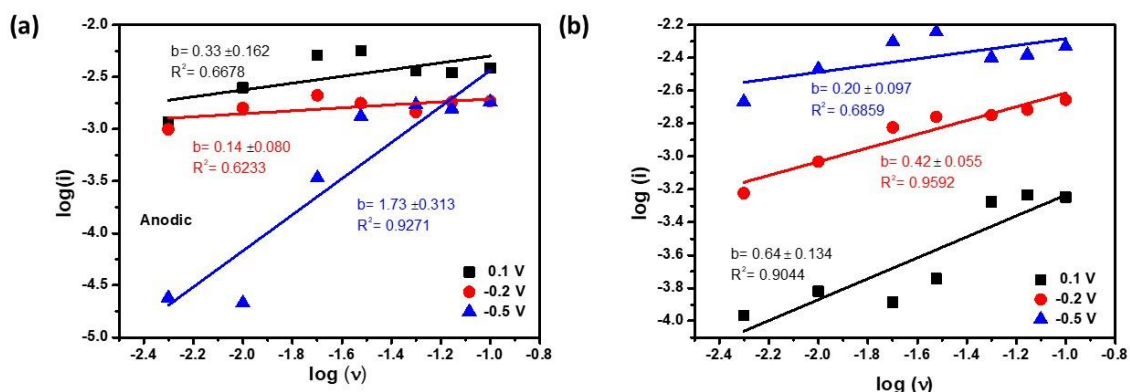 (a)
-2.0
-2.5
-3.0
-3.5
-4.0
-4.5
-5.0
log(i)
b= 0.33 ±0.162
R²= 0.6678
b= 0.14 ±0.080
R²= 0.6233
b= 1.73 ±0.313
R²= 0.9271
Anodic
0.1 V
-0.2 V
-0.5 V
-2.4 -2.2 -2.0 -1.8 -1.6 -1.4 -1.2 -1.0 -0.8
log (ν)
(b)
-2.2
-2.4
-2.6
-2.8
-3.0
-3.2
-3.4
-3.6
-3.8
-4.0
log (i)
b= 0.20 ±0.097
R²= 0.6859
b= 0.42 ±0.055
R²= 0.9592
b= 0.64 ± 0.134
R²= 0.9044
0.1 V
-0.2 V
-0.5 V
-2.4 -2.2 -2.0 -1.8 -1.6 -1.4 -1.2 -1.0 -0.8
log (ν)